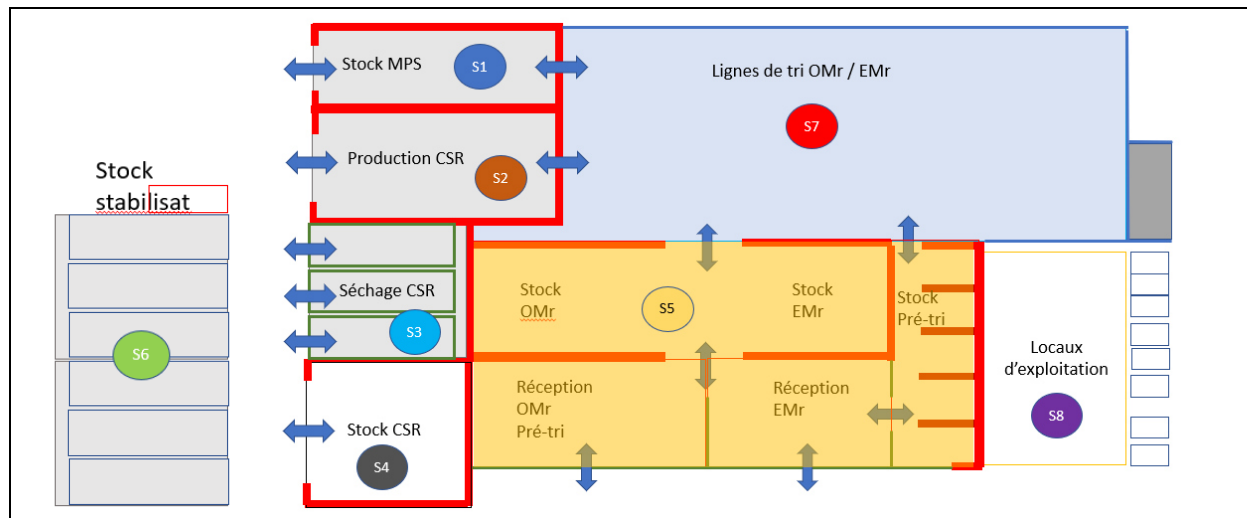 Stock MPS
S1
Lignes de tri OMr / EMr
S7
Production CSR
S2
Stock
stabilisat
Séchage CSR
S3
Stock
OMr
S5
Stock
EMr
Stock
Pré-tri
S6
Locaux
d'exploitation
S8
Réception
OMr
Pré-tri
Réception
EMr
Stock CSR
S4